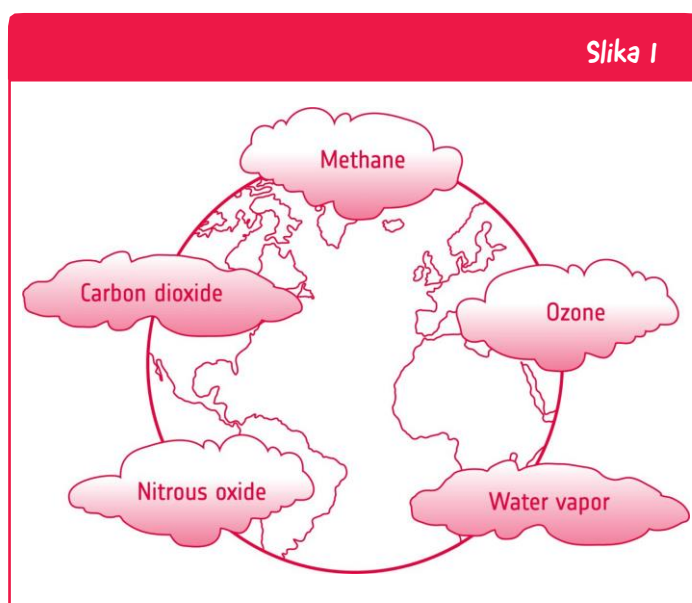 Slika 1
Methane
Carbon dioxide
Ozone
Nitrous oxide
Water vapor